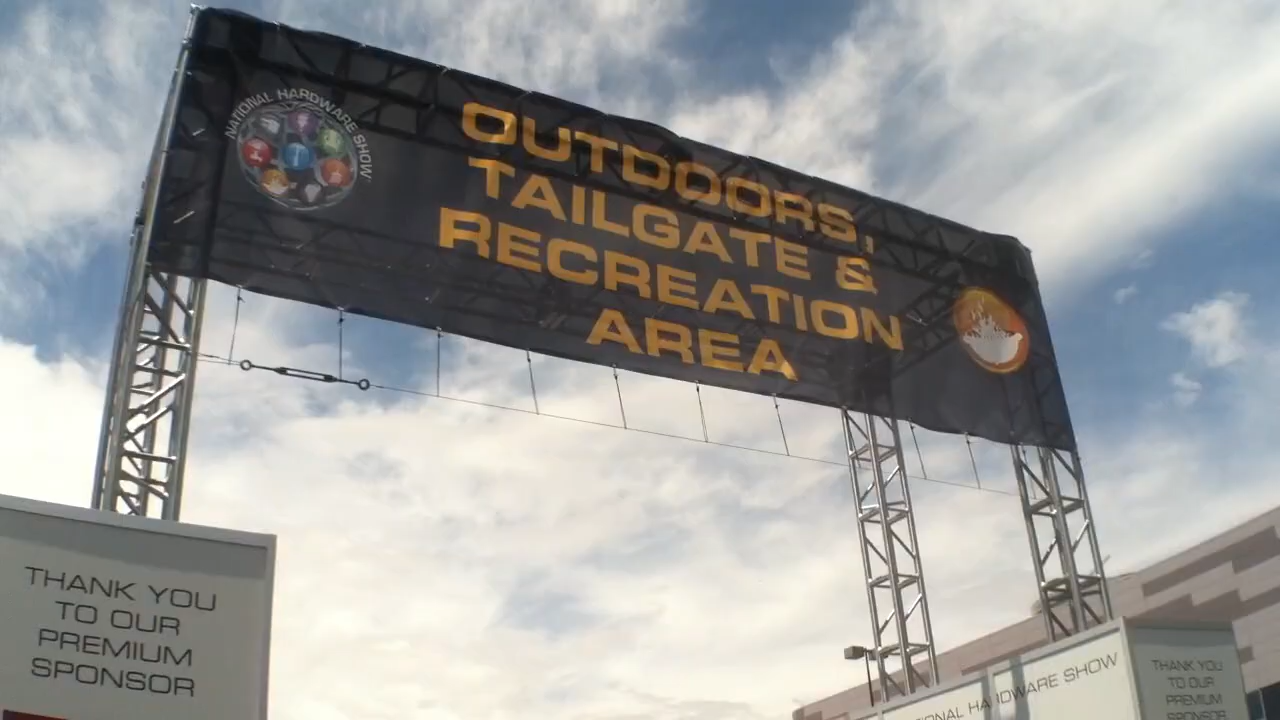 NATIONAL HARDWARE SHOW
OUTDOORS,
TAILGATE &
RECREATION
AREA
THANK YOU
TO OUR
PREMIUM
SPONSOR
HARDWARE SHOW
THANK YOU
TO OUR
PREMIUM
SPONSOR